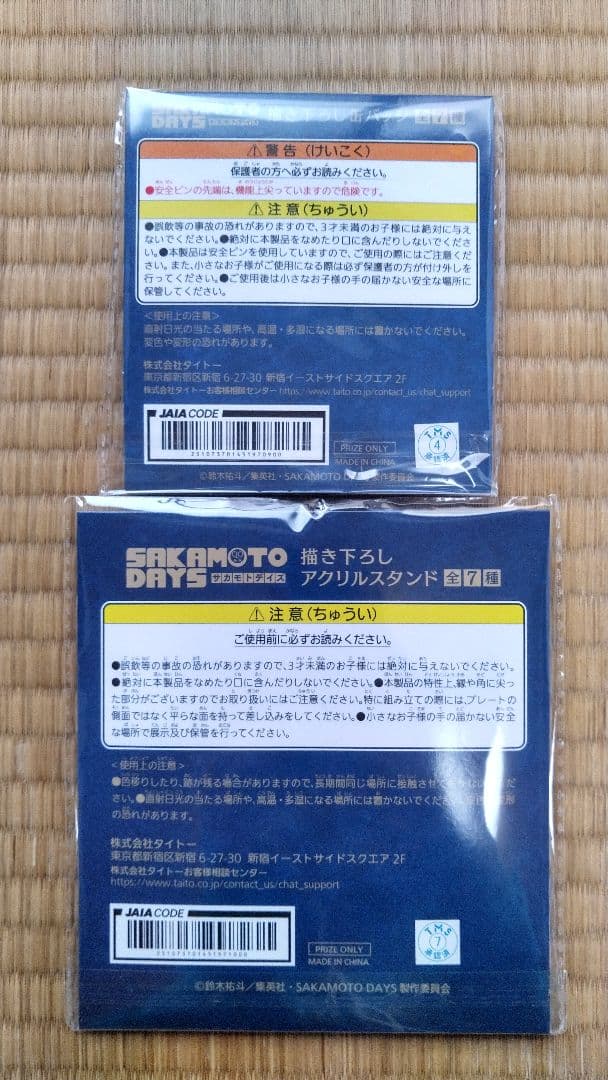 SAKAMOTO DAYS 描き下ろし缶バッジ 全7種
⚠警告(けいこく)
保護者の方へ必ずお読みください。
●安全ピンの先端は、機能上尖っていますので危険です。
⚠注意(ちゅうい)
●誤飲等の事故の恐れがありますので、3才未満のお子様には絶対に与え
ないでください。●絶対に本製品をなめたり口に含んだりしないでくださ
い。●本製品は安全ピンを使用していますので、ご使用の際にはご注意くだ
さい。また、小さなお子様がご使用になる際は必ず保護者の方が付け外しを
行ってください。●ご使用後は小さなお子様の手の届かない安全な場所に
保管してください。
<使用上の注意>
直射日光の当たる場所や、高温・多湿になる場所には置かないでください。
変色や変形の恐れがあります。
株式会社タイトー
東京都新宿区新宿 6-27-30 新宿イーストサイドスクエア 2F
株式会社タイトーお客様相談センター https://www.taito.co.jp/contact_us/chat_support
JAIA CODE
251073701451970900
PRIZE ONLY
MADE IN CHINA
TMS
4
承認済
©鈴木祐斗/集英社・SAKAMOTO DAYS 製作委員会
SAKAMOTO
DAYS サカモトデイズ
描き下ろし
アクリルスタンド 全7種
⚠注意(ちゅうい)
ご使用前に必ずお読みください。
●誤飲等の事故の恐れがありますので、3才未満のお子様には絶対に与えないでください。
●絶対に本製品をなめたり口に含んだりしないでください。●本製品の特性上、縁や角に尖っ
た部分がございますのでお取り扱いにはご注意ください。特に組み立ての際には、プレートの
側面ではなく平らな面を持って差し込みをしてください。●小さなお子様の手の届かない安全
な場所で展示及び保管を行ってください。
<使用上の注意>
●色移りしたり、跡が残る場合がありますので、長期間同じ場所に接触させて
さい。●直射日光の当たる場所や、高温・多湿になる場所には置かないでください。変色や変形
の恐れがあります。
株式会社タイトー
東京都新宿区新宿 6-27-30 新宿イーストサイドスクエア 2F
株式会社タイトーお客様相談センター
https://www.taito.co.jp/contact_us/chat_support
JAIA CODE
2510737014519
PRIZE ONLY
MADE IN CHINA
TMS
7
承認済
©鈴木祐斗/集英社・SAKAMOTO DAYS 製作委員会